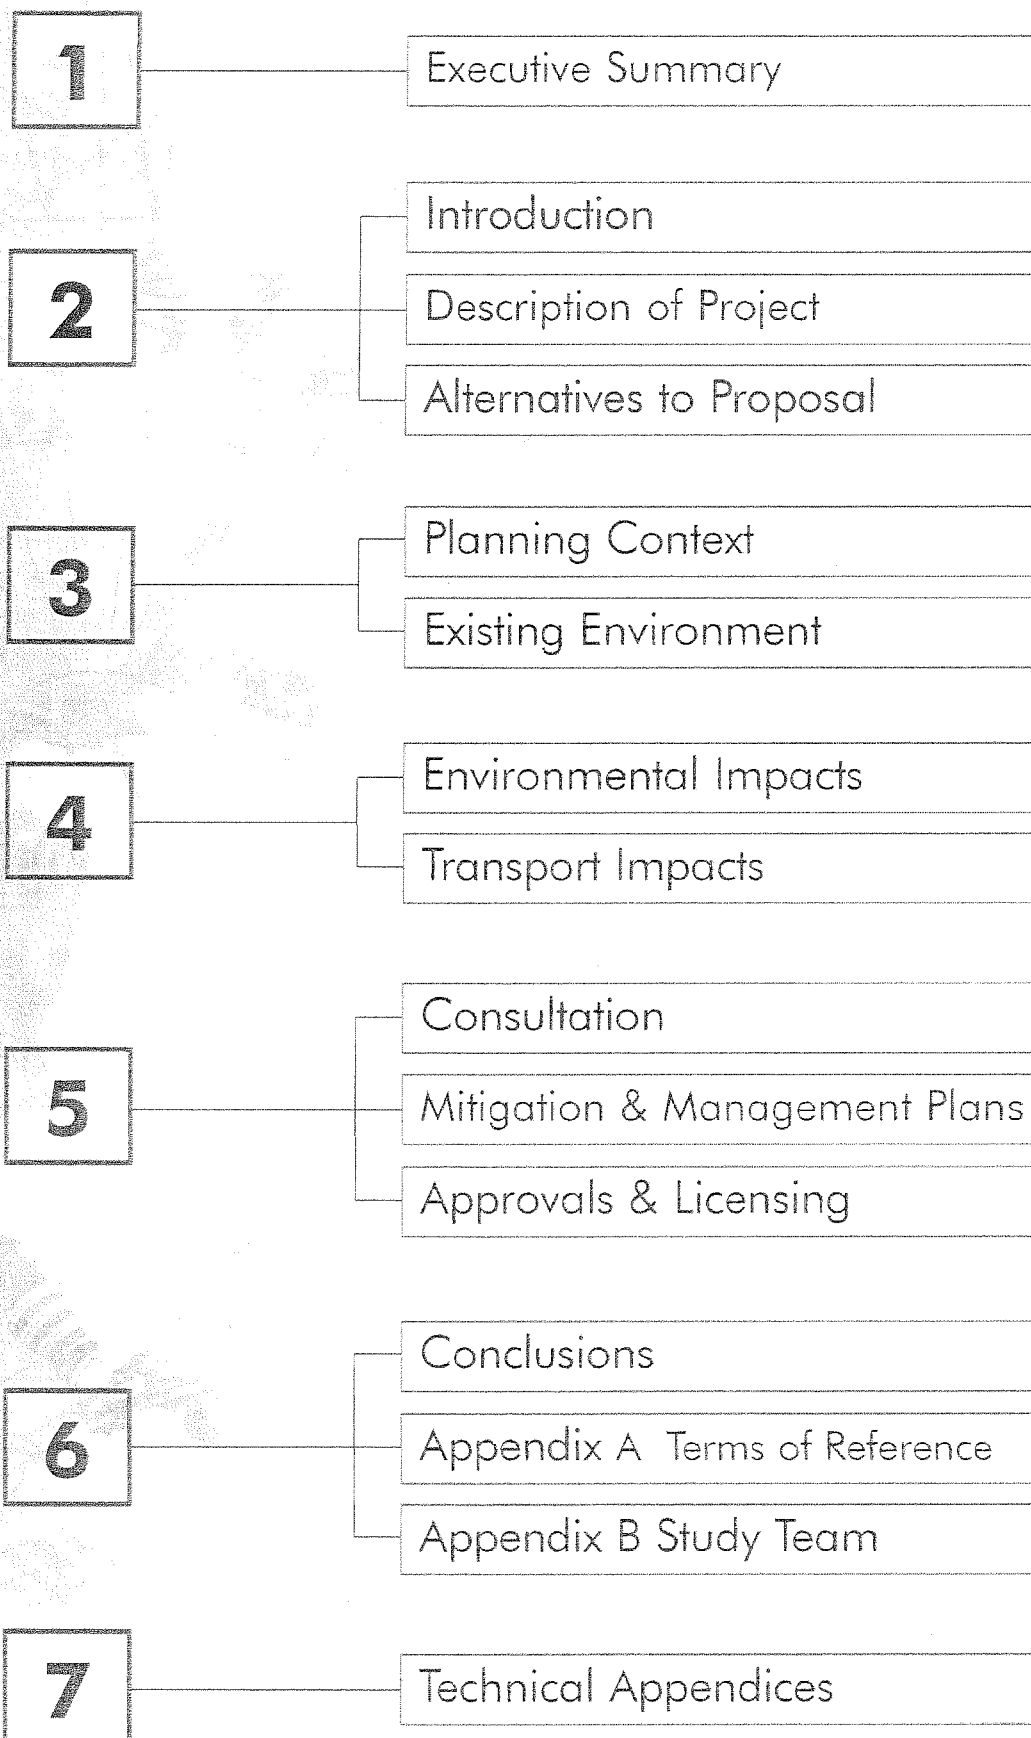 1
Executive Summary
2
Introduction
Description of Project
Alternatives to Proposal
3
Planning Context
Existing Environment
4
Environmental Impacts
Transport Impacts
5
Consultation
Mitigation & Management Plans
Approvals & Licensing
6
Conclusions
Appendix A Terms of Reference
Appendix B Study Team
7
Technical Appendices